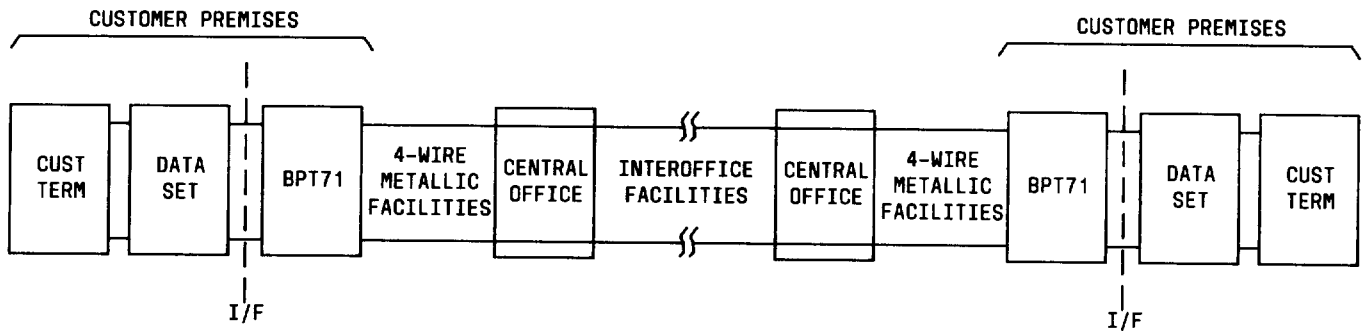 CUSTOMER PREMISES
CUSTOMER PREMISES
CUST
TERM
DATA
SET
BPT71
4-WIRE
METALLIC
FACILITIES
CENTRAL
OFFICE
INTEROFFICE
FACILITIES
CENTRAL
OFFICE
4-WIRE
METALLIC
FACILITIES
BPT71
DATA
SET
CUST
TERM
I/F
I/F